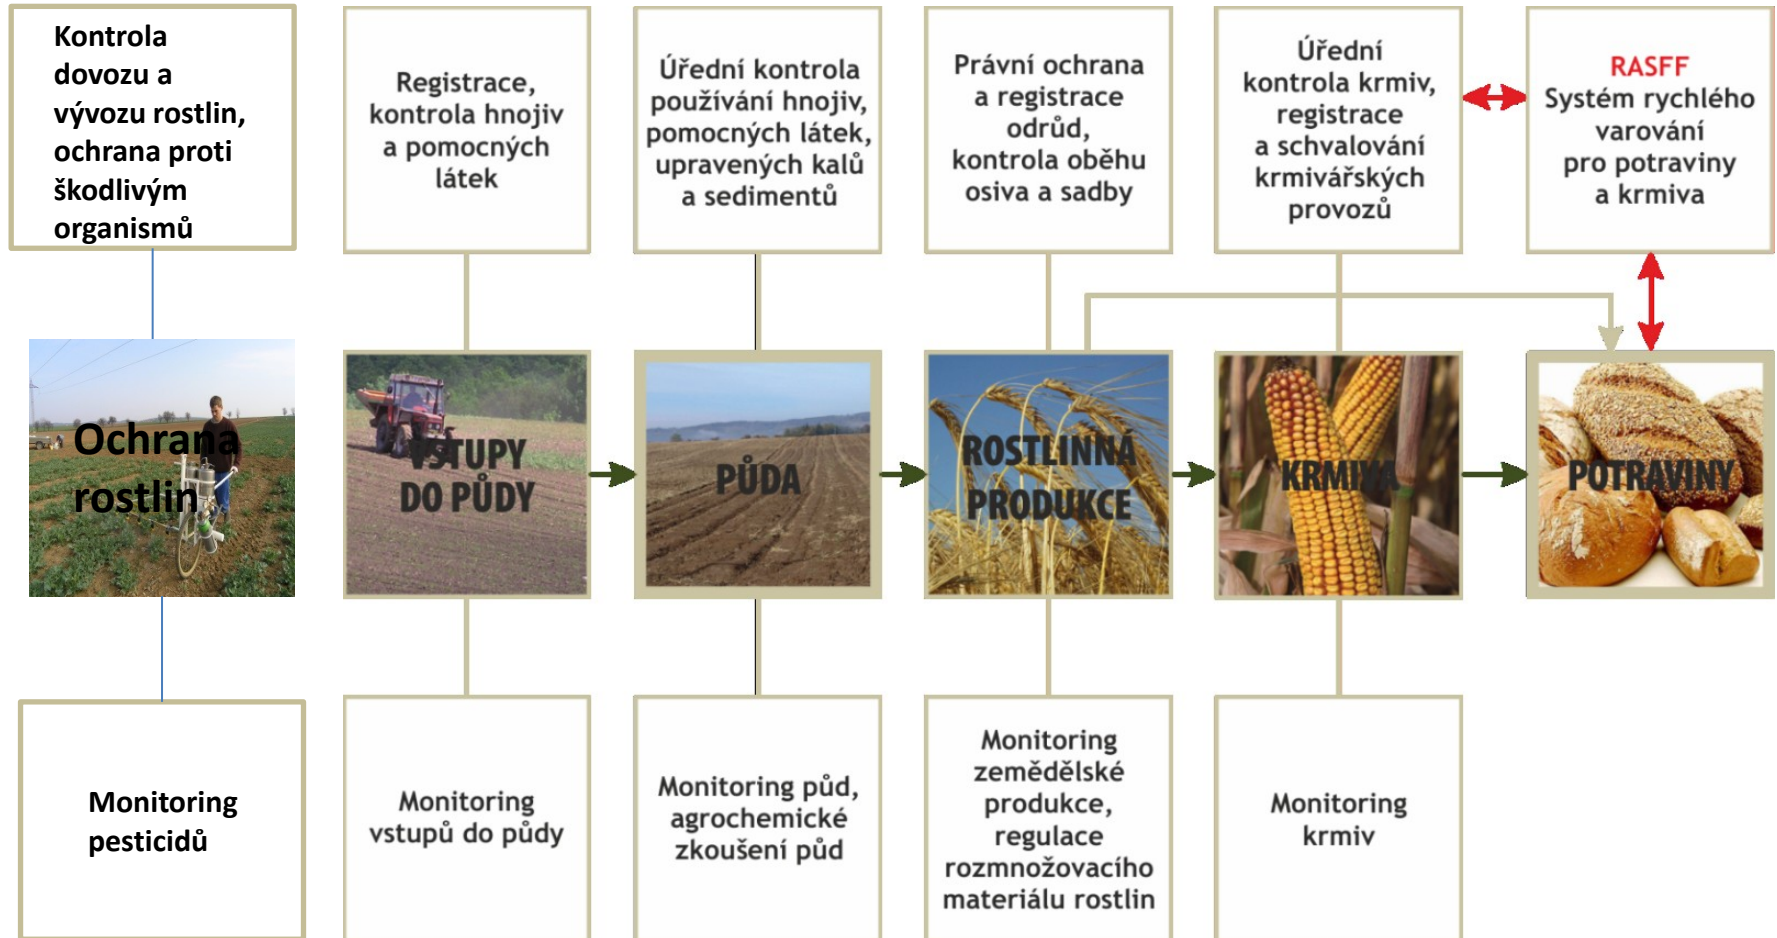 Kontrola
dovozu a
vývozu rostlin,
ochrana proti
škodlivým
organismů
Registrace,
kontrola hnojiv
a pomocných
látek
Úřední kontrola
používání hnojiv,
pomocných látek,
upravených kalů
a sedimentů
Právní ochrana
a registrace
odrůd,
kontrola oběhu
osiva a sadby
Úřední
kontrola krmiv,
registrace
a schvalování
krmivářských
provozů
RASFF
Systém rychlého
varování
pro potraviny
a krmiva
Ochrana
rostlin
VSTUPY
DO PŮDY
PŮDA
ROSTLINNÁ
PRODUKCE
KRMIVA
POTRAVINY
Monitoring
pesticidů
Monitoring
vstupů do půdy
Monitoring půd,
agrochemické
zkoušení půd
Monitoring
zemědělské
produkce,
regulace
rozmnožovacího
materiálu rostlin
Monitoring
krmiv